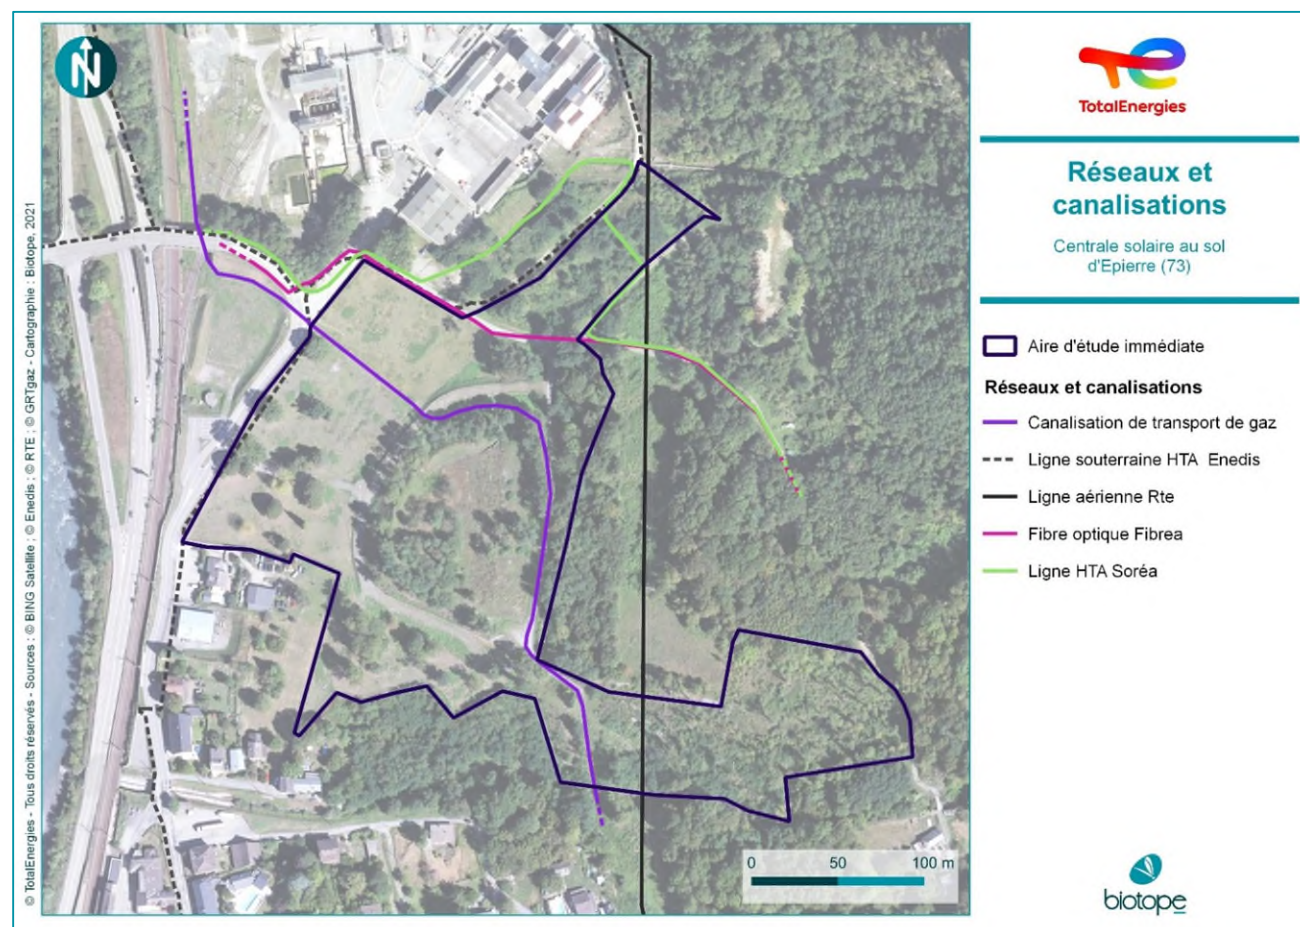 N
TotalEnergies
Réseaux et
canalisations
Centrale solaire au sol
d'Epierre (73)
Aire d'étude immédiate
Réseaux et canalisations
Canalisation de transport de gaz
Ligne souterraine HTA Enedis
Ligne aérienne Rte
Fibre optique Fibrea
Ligne HTA Soréa
0 50 100 m
biotope
© TotalEnergies - Tous droits réservés - Sources : © BING Satellite ; © Enedis ; © RTE ; © GRTgaz - Cartographie : Biotope, 2021